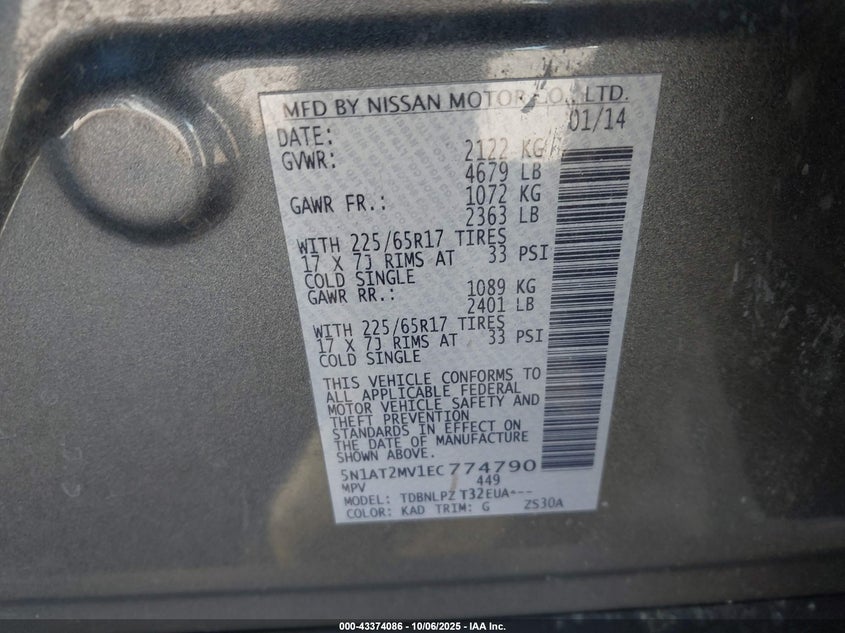 MFD BY NISSAN MOTOR CO., LTD.
DATE: 01/14
GVWR: 2122 KG
4679 LB
GAWR FR.: 1072 KG
2363 LB
WITH 225/65R17 TIRES
17 X 7J RIMS AT 33 PSI
COLD SINGLE
GAWR RR.: 1089 KG
2401 LB
WITH 225/65R17 TIRES
17 X 7J RIMS AT 33 PSI
COLD SINGLE
THIS VEHICLE CONFORMS TO
ALL APPLICABLE FEDERAL
MOTOR VEHICLE SAFETY AND
THEFT PREVENTION
STANDARDS IN EFFECT ON
THE DATE OF MANUFACTURE
SHOWN ABOVE.
5N1AT2MV1EC774790
MPV 449
MODEL: TDBNLPZ T32EUA---
COLOR: KAD TRIM: G ZS30A
000-43374086 - 10/06/2025 - IAA Inc.